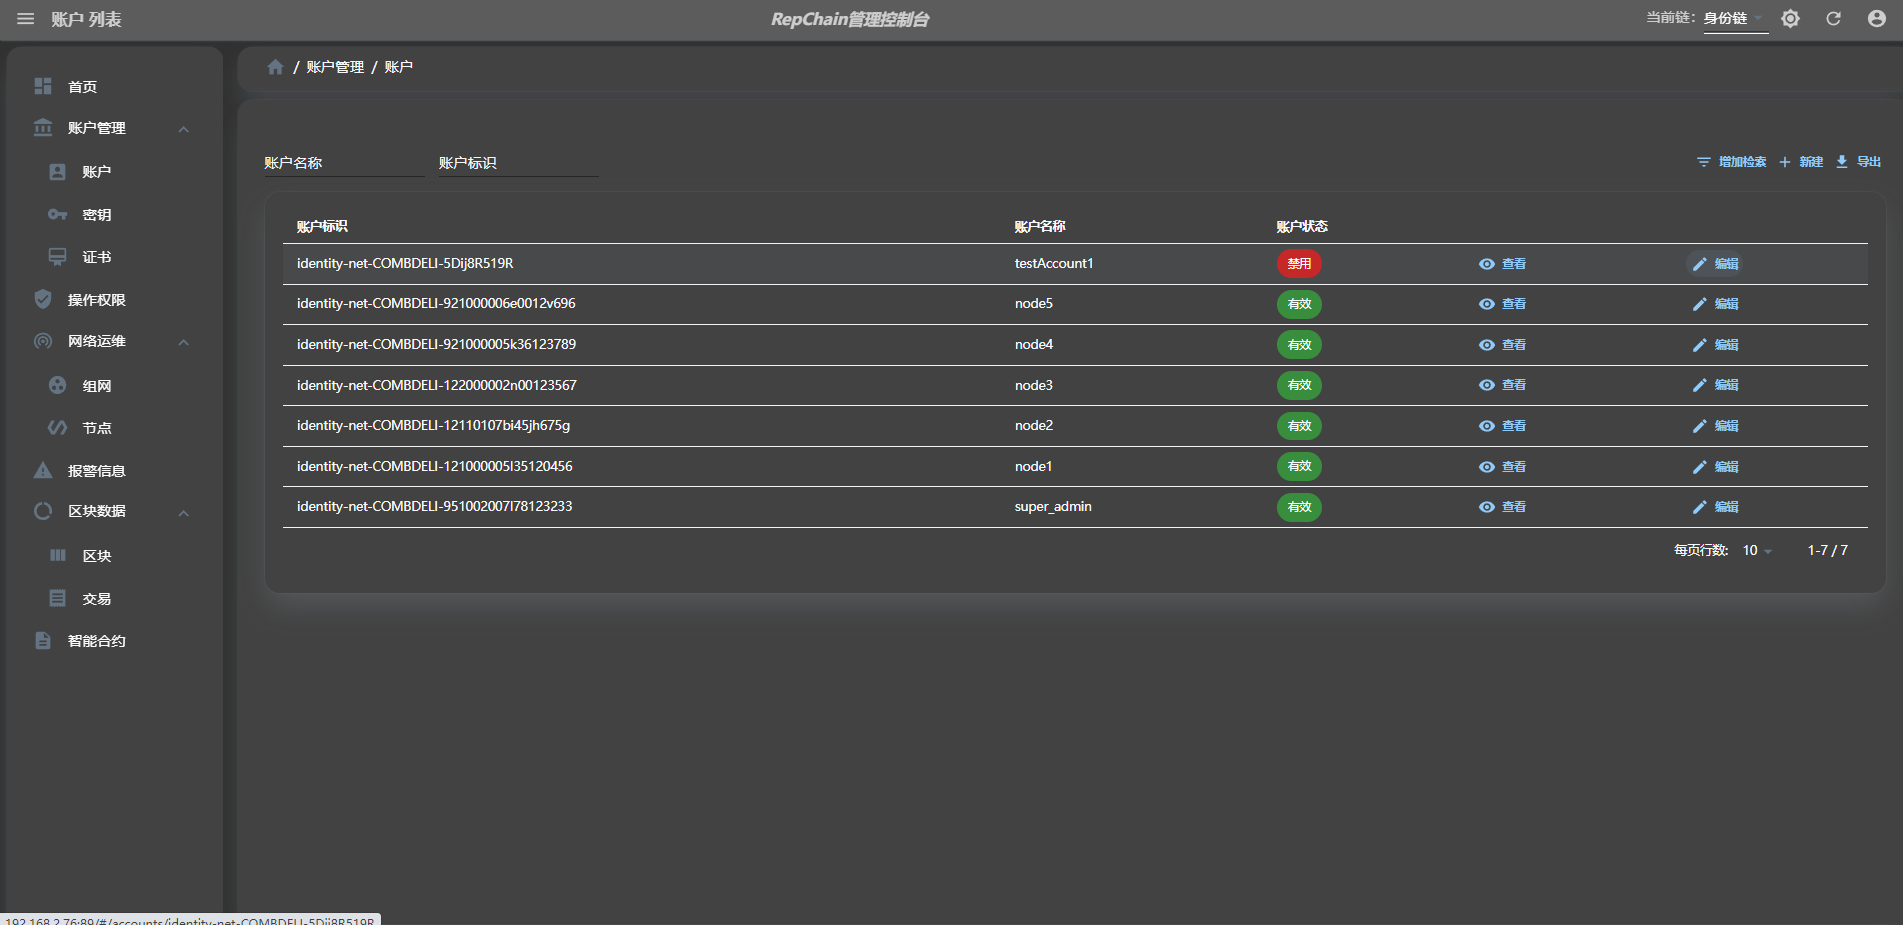 账户 列表
RepChain管理控制台
当前链: 身份链
首页
账户管理
账户
密钥
证书
操作权限
网络运维
组网
节点
报警信息
区块数据
区块
交易
智能合约
/ 账户管理 / 账户
账户名称 账户标识
增加检索 新建 导出
账户标识 账户名称 账户状态
identity-net-COMBDELI-5Dij8R519R testAccount1 禁用 查看 编辑
identity-net-COMBDELI-921000006e0012v696 node5 有效 查看 编辑
identity-net-COMBDELI-921000005k36123789 node4 有效 查看 编辑
identity-net-COMBDELI-122000002n00123567 node3 有效 查看 编辑
identity-net-COMBDELI-12110107bi45jh675g node2 有效 查看 编辑
identity-net-COMBDELI-121000005l35120456 node1 有效 查看 编辑
identity-net-COMBDELI-951002007l78123233 super_admin 有效 查看 编辑
每页行数: 10 1-7 / 7
192.168.2.76:89/#/accounts/identity-net-COMBDELI-5Dij8R519R